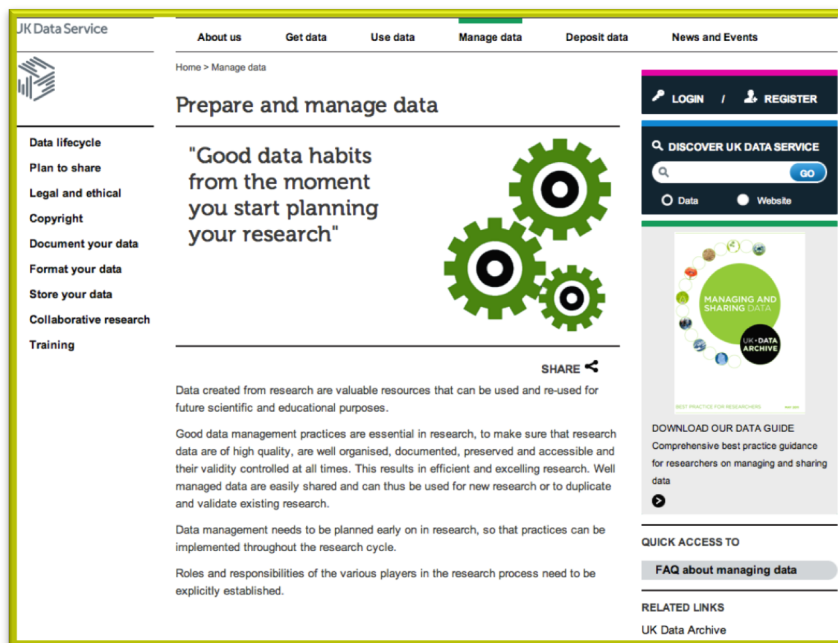 UK Data Service
About us Get data Use data Manage data Deposit data News and Events
Home > Manage data
Prepare and manage data
Data lifecycle
Plan to share
Legal and ethical
Copyright
Document your data
Format your data
Store your data
Collaborative research
Training
"Good data habits
from the moment
you start planning
your research"
SHARE
Data created from research are valuable resources that can be used and re-used for
future scientific and educational purposes.
Good data management practices are essential in research, to make sure that research
data are of high quality, are well organised, documented, preserved and accessible and
their validity controlled at all times. This results in efficient and excelling research. Well
managed data are easily shared and can thus be used for new research or to duplicate
and validate existing research.
Data management needs to be planned early on in research, so that practices can be
implemented throughout the research cycle.
Roles and responsibilities of the various players in the research process need to be
explicitly established.
LOGIN / REGISTER
DISCOVER UK DATA SERVICE
GO
Data Website
MANAGING AND
SHARING DATA
UK DATA
ARCHIVE
BEST PRACTICE FOR RESEARCHERS
DOWNLOAD OUR DATA GUIDE
Comprehensive best practice guidance
for researchers on managing and sharing
data
QUICK ACCESS TO
FAQ about managing data
RELATED LINKS
UK Data Archive